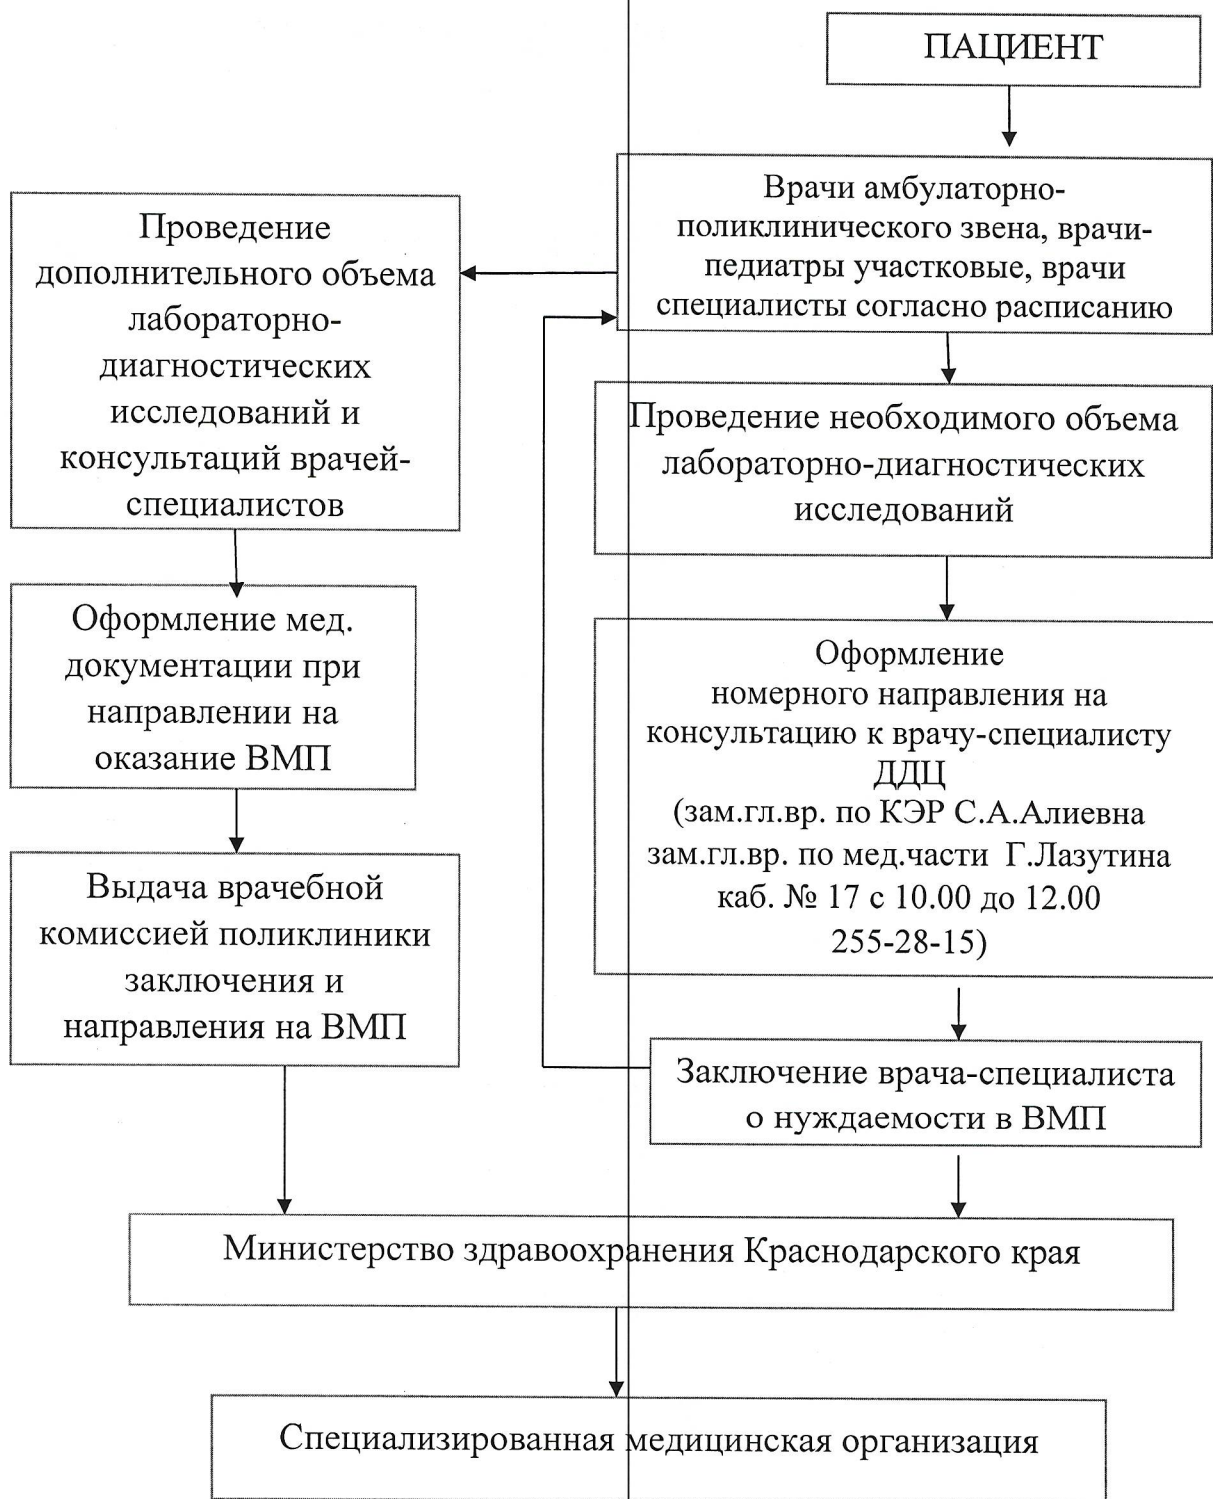 ПАЦИЕНТ
Врачи амбулаторно-
поликлинического звена, врачи-
педиатры участковые, врачи
специалисты согласно расписанию
Проведение
дополнительного объема
лабораторно-
диагностических
исследований и
консультаций врачей-
специалистов
Проведение необходимого объема
лабораторно-диагностических
исследований
Оформление мед.
документации при
направлении на
оказание ВМП
Оформление
номерного направления на
консультацию к врачу-специалисту
ДДЦ
(зам.гл.вр. по КЭР С.А.Алиевна
зам.гл.вр. по мед.части Г.Лазутина
каб. № 17 с 10.00 до 12.00
255-28-15)
Выдача врачебной
комиссией поликлиники
заключения и
направления на ВМП
Заключение врача-специалиста
о нуждаемости в ВМП
Министерство здравоохранения Краснодарского края
Специализированная медицинская организация